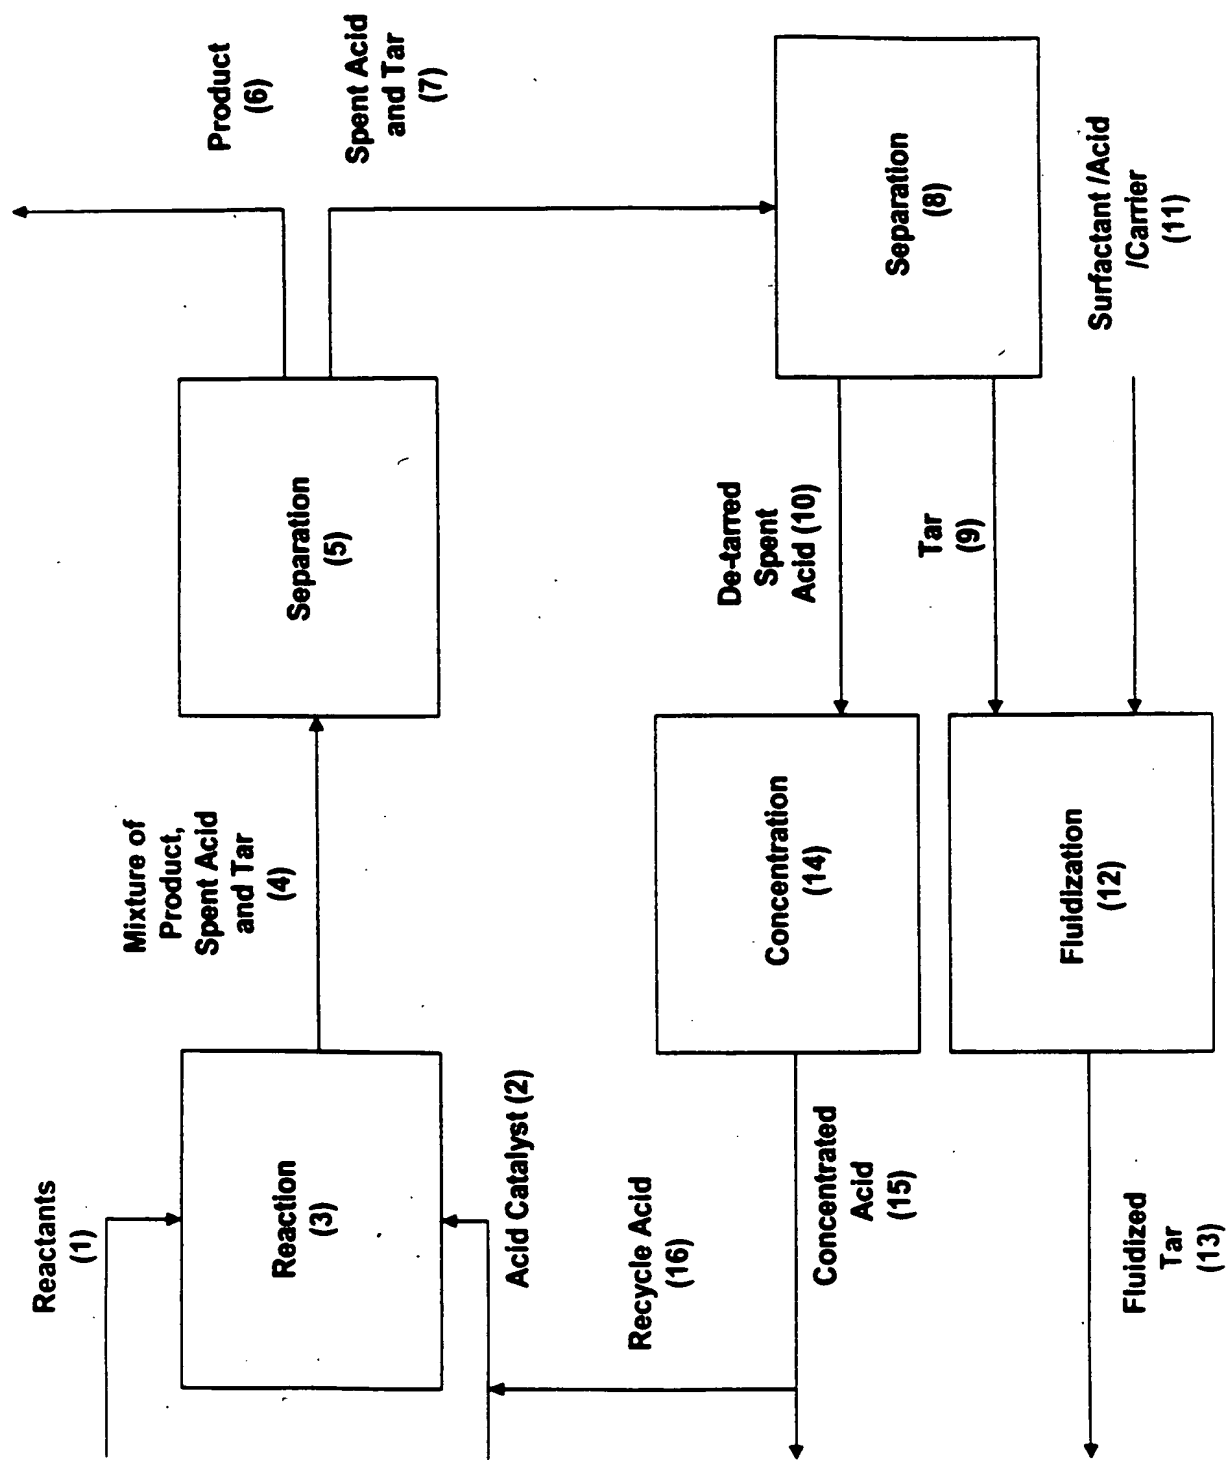 Reactants
(1)
Reaction
(3)
Acid Catalyst (2)
Mixture of
Product,
Spent Acid
and Tar
(4)
Separation
(5)
Product
(6)
Spent Acid
and Tar
(7)
Separation
(8)
De-tarred
Spent
Acid (10)
Tar
(9)
Surfactant /Acid
/Carrier
(11)
Concentration
(14)
Fluidization
(12)
Recycle Acid
(16)
Concentrated
Acid
(15)
Fluidized
Tar
(13)